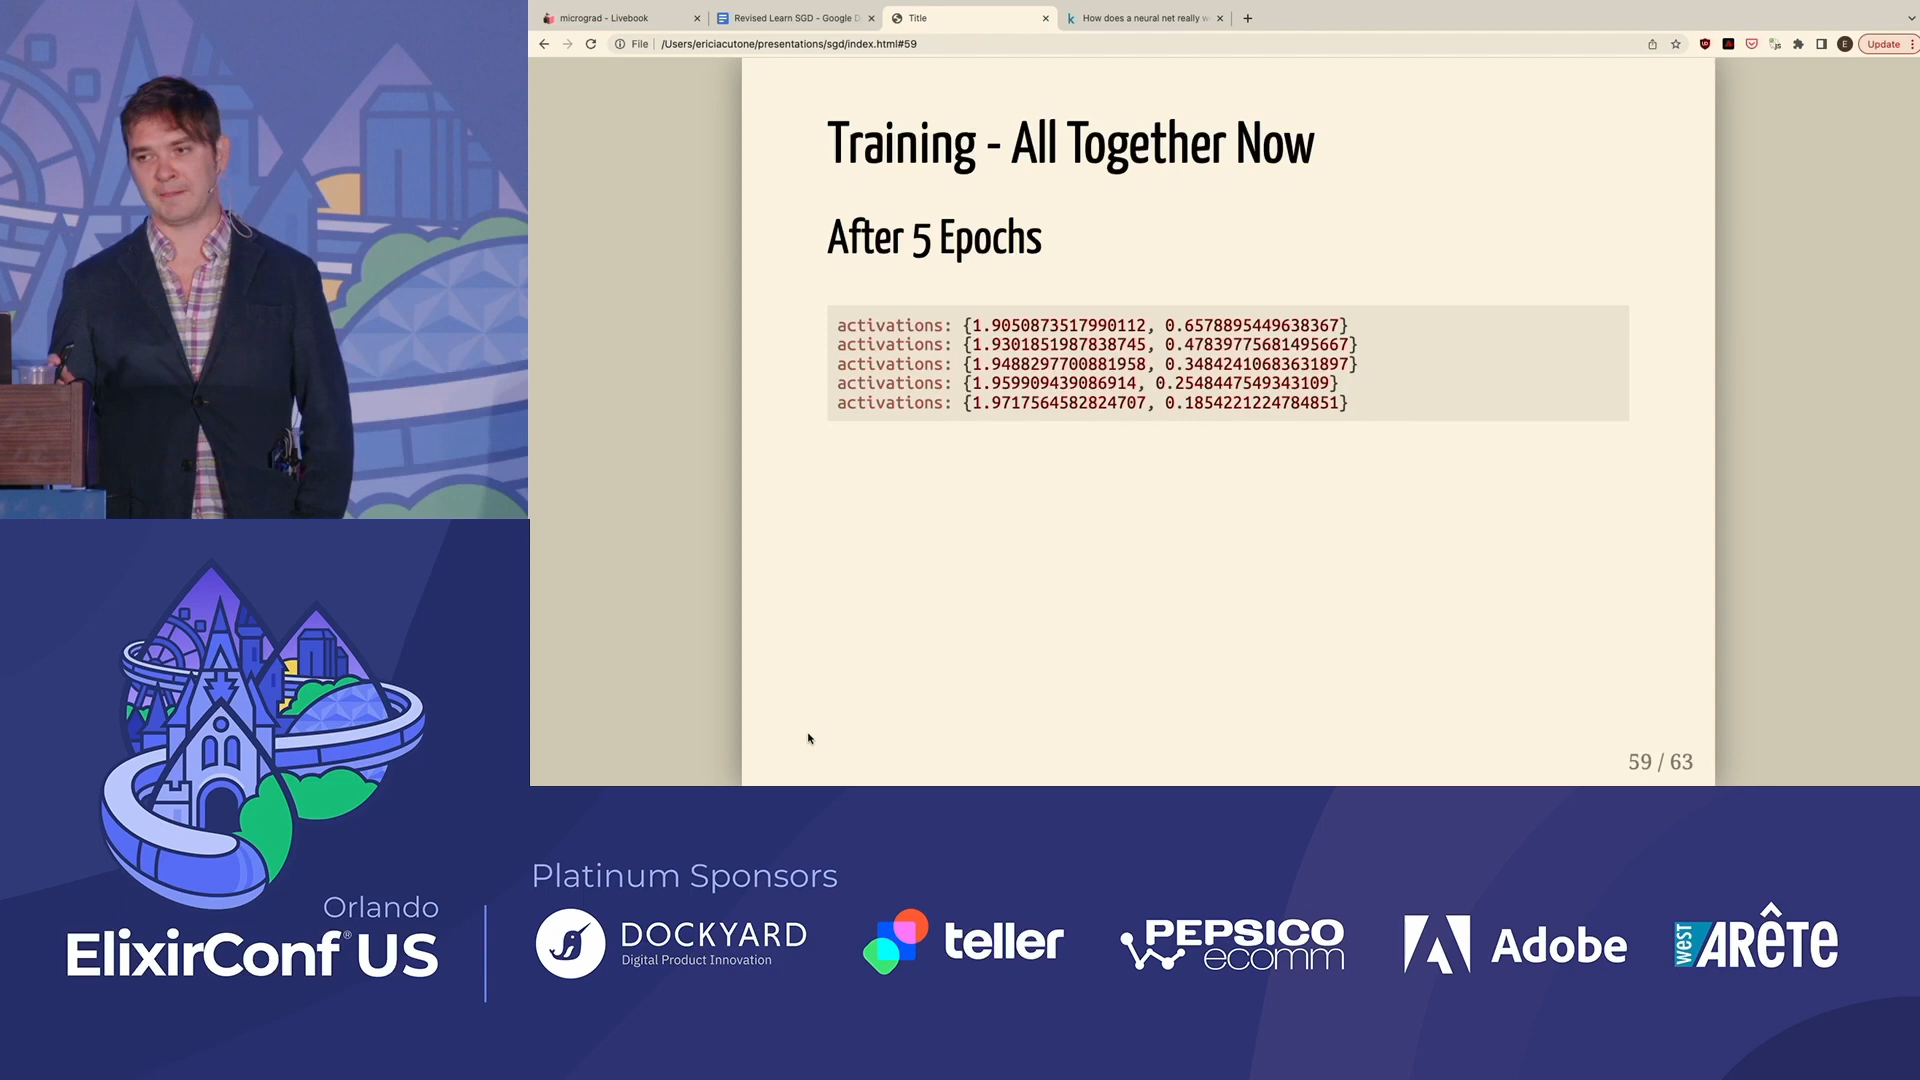 micrograd - Livebook
Revised Learn SGD - Google D
Title
How does a neural net really w
File
/Users/ericiacutone/presentations/sgd/index.html#59
E
Update
Training - All Together Now
After 5 Epochs
activations: {1.9050873517990112, 0.6578895449638367}
activations: {1.9301851987838745, 0.47839775681495667}
activations: {1.9488297700881958, 0.34842410683631897}
activations: {1.959909439086914, 0.2548447549343109}
activations: {1.9717564582824707, 0.1854221224784851}
59 / 63
Orlando
ElixirConf® US
Platinum Sponsors
DOCKYARD
Digital Product Innovation
teller
PEPSICO
ecomm
Adobe
west ARÊTE